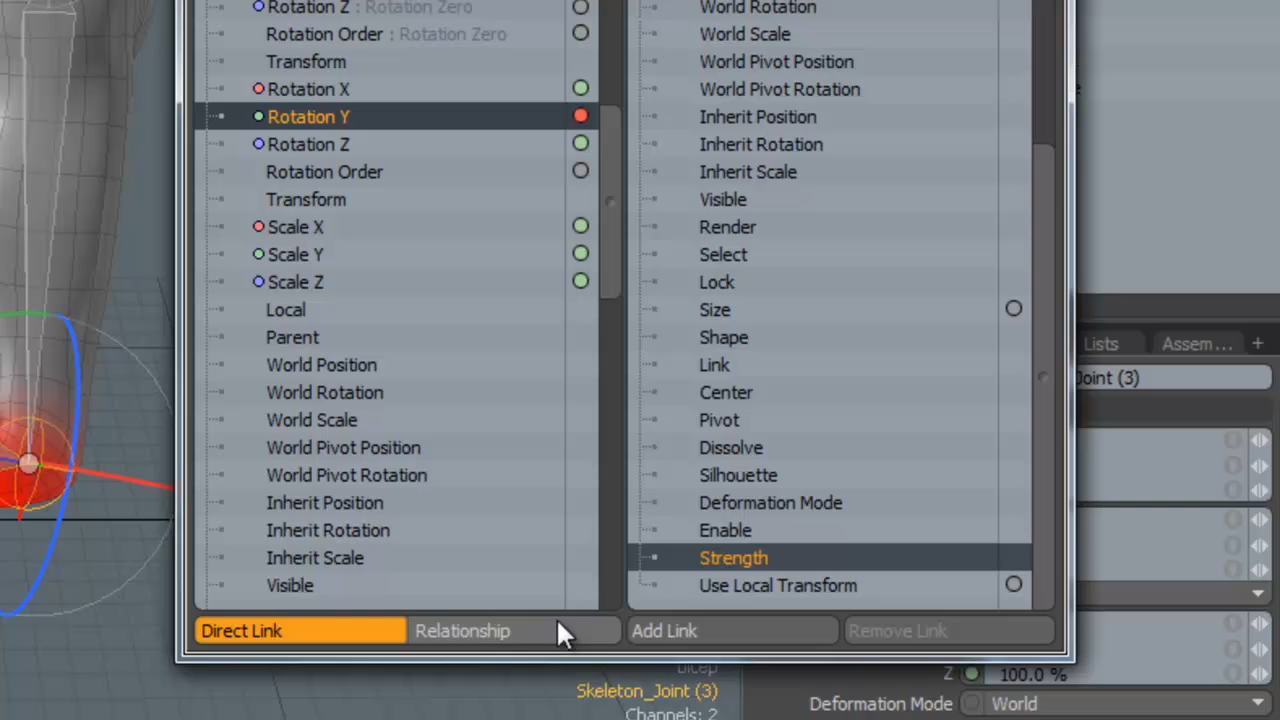 Rotation Z : Rotation Zero
Rotation Order : Rotation Zero
Transform
Rotation X
Rotation Y
Rotation Z
Rotation Order
Transform
Scale X
Scale Y
Scale Z
Local
Parent
World Position
World Rotation
World Scale
World Pivot Position
World Pivot Rotation
Inherit Position
Inherit Rotation
Inherit Scale
Visible
World Rotation
World Scale
World Pivot Position
World Pivot Rotation
Inherit Position
Inherit Rotation
Inherit Scale
Visible
Render
Select
Lock
Size
Shape
Link
Center
Pivot
Dissolve
Silhouette
Deformation Mode
Enable
Strength
Use Local Transform
Direct Link
Relationship
Add Link
Remove Link
Lists
Assem... +
Joint (3)
Bicep
Skeleton_Joint (3)
Channels: 2
Z 100.0 %
Deformation Mode World